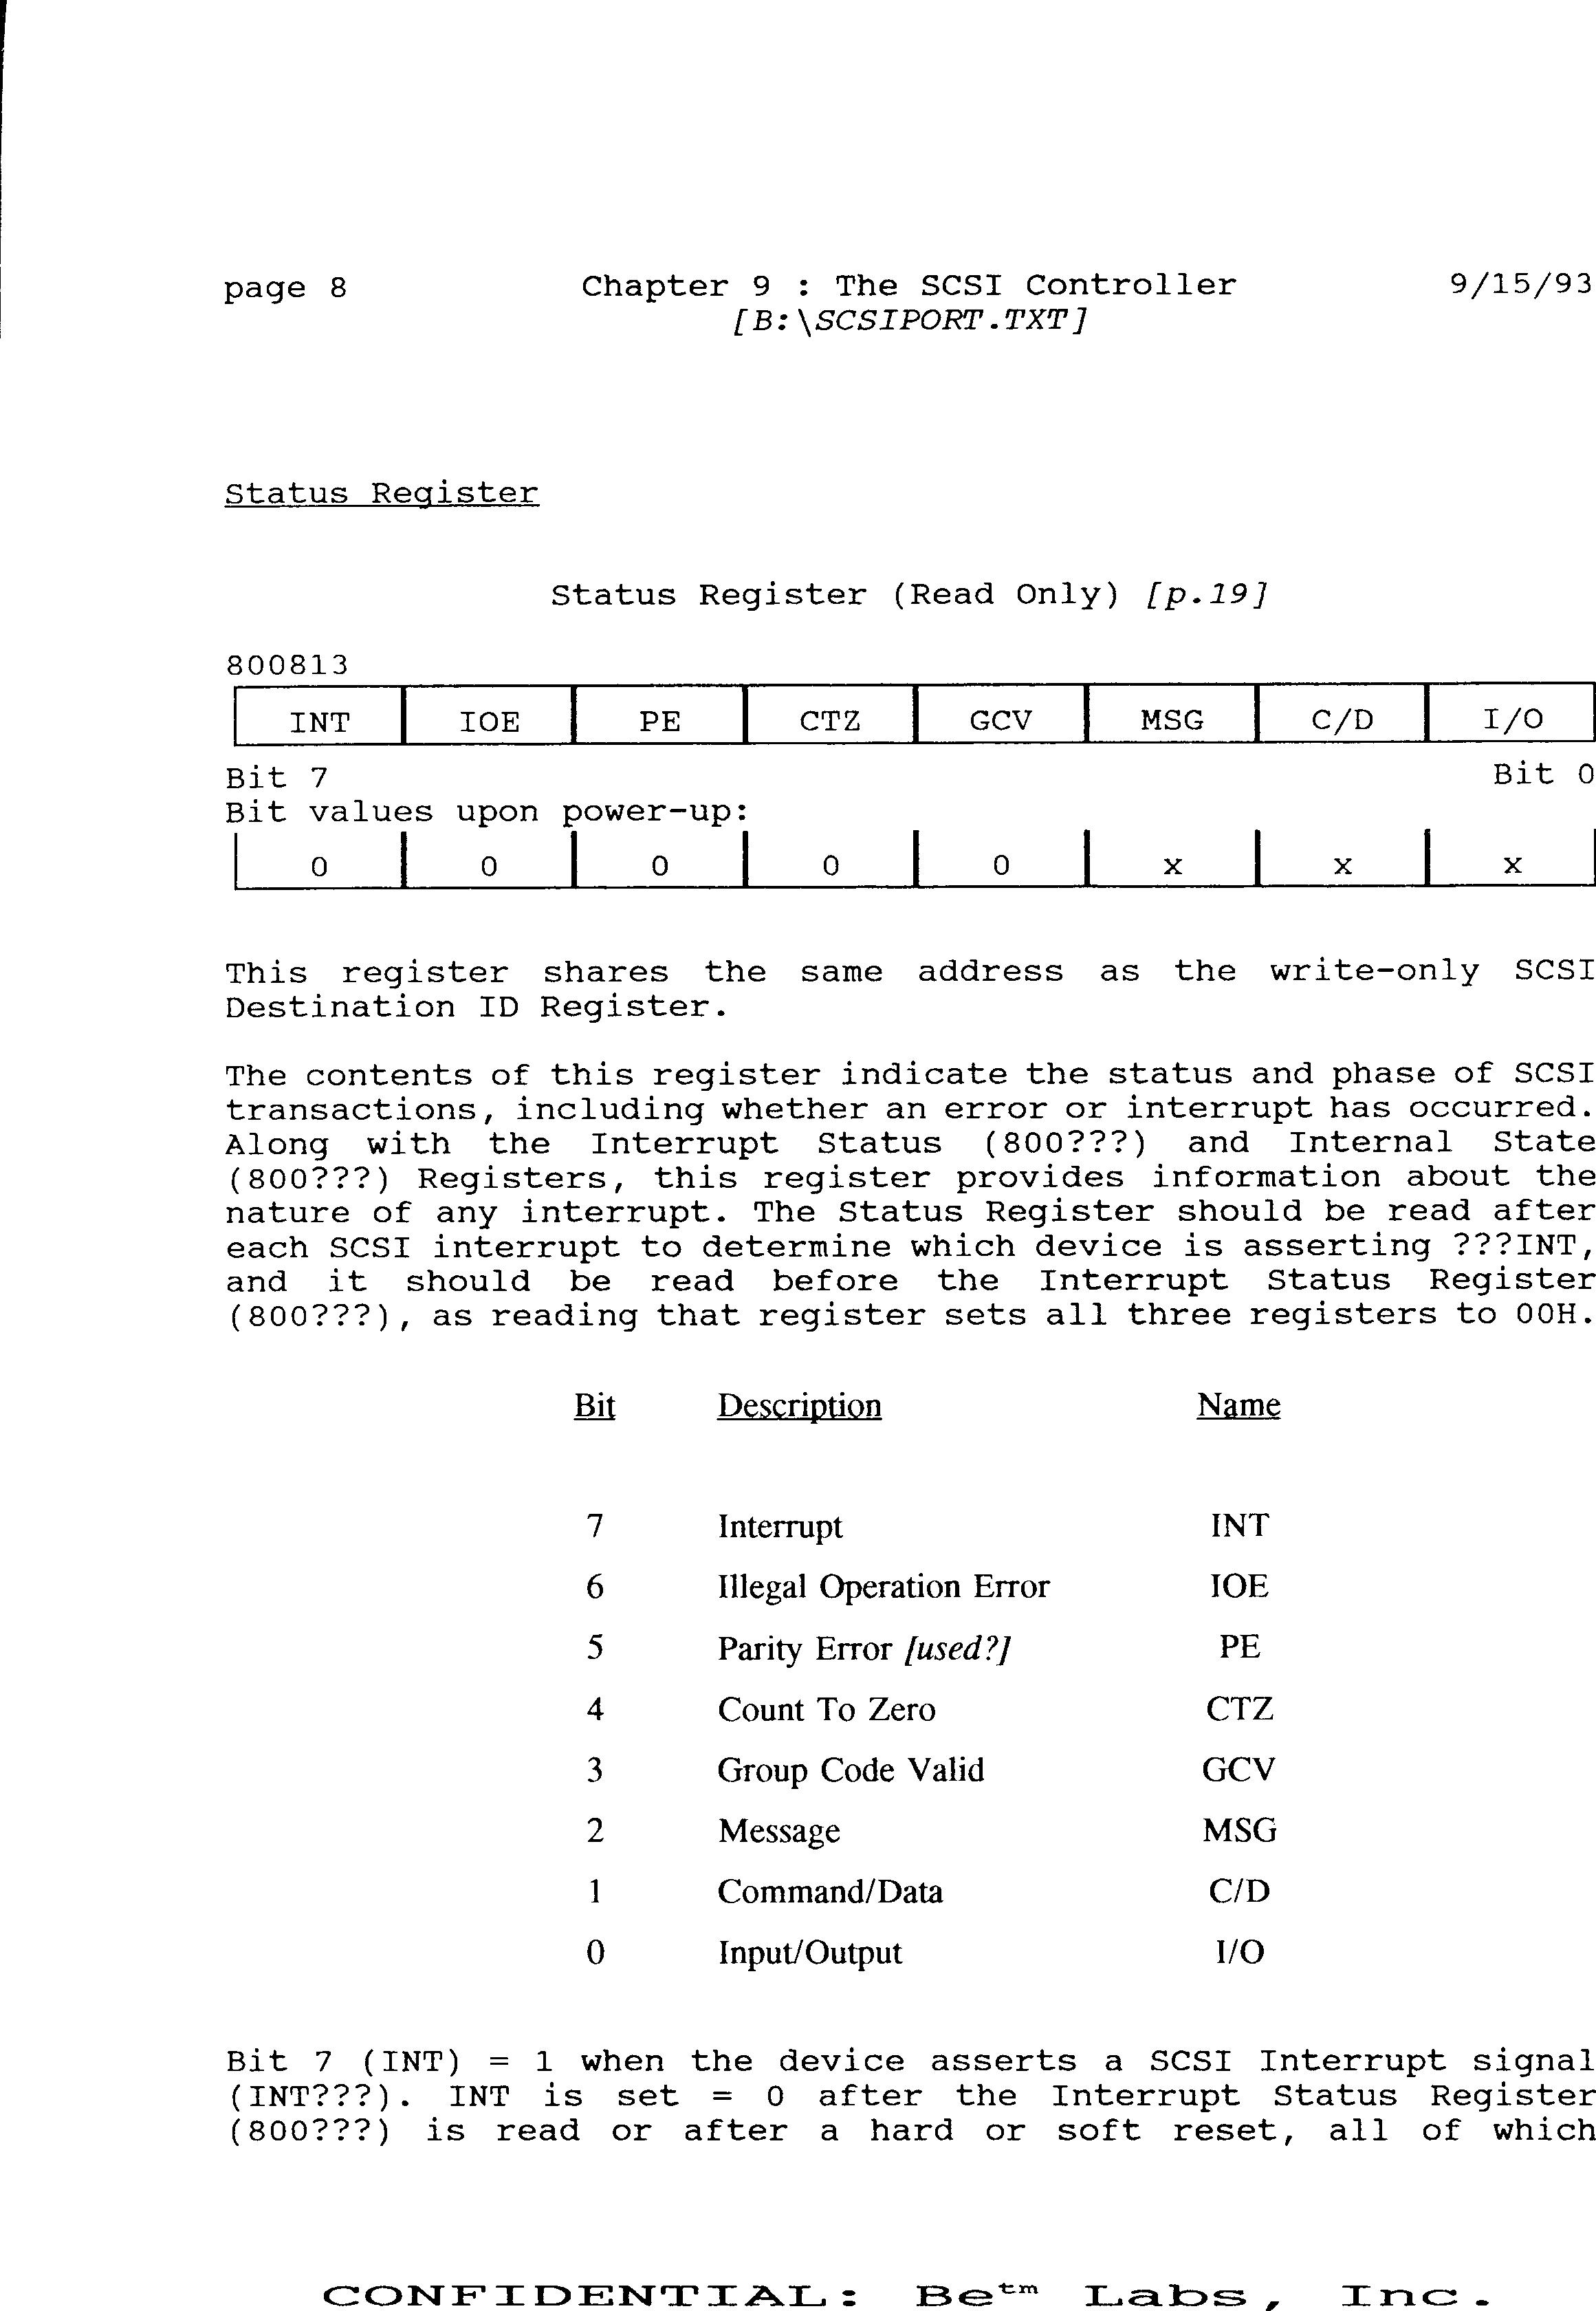 page 8 Chapter 9 : The SCSI Controller 9/15/93
[B:\SCSIPORT.TXT]
Status Register
Status Register (Read Only) [p.19]
800813
INT IOE PE CTZ GCV MSG C/D I/O
Bit 7 Bit 0
Bit values upon power-up:
0 0 0 0 0 x x x
This register shares the same address as the write-only SCSI
Destination ID Register.
The contents of this register indicate the status and phase of SCSI
transactions, including whether an error or interrupt has occurred.
Along with the Interrupt Status (800???) and Internal State
(800???) Registers, this register provides information about the
nature of any interrupt. The Status Register should be read after
each SCSI interrupt to determine which device is asserting ???INT,
and it should be read before the Interrupt Status Register
(800???), as reading that register sets all three registers to 00H.
Bit Description Name
7 Interrupt INT
6 Illegal Operation Error IOE
5 Parity Error [used?] PE
4 Count To Zero CTZ
3 Group Code Valid GCV
2 Message MSG
1 Command/Data C/D
0 Input/Output I/O
Bit 7 (INT) = 1 when the device asserts a SCSI Interrupt signal
(INT???). INT is set = 0 after the Interrupt Status Register
(800???) is read or after a hard or soft reset, all of which
CONFIDENTIAL: Be™ Labs, Inc.